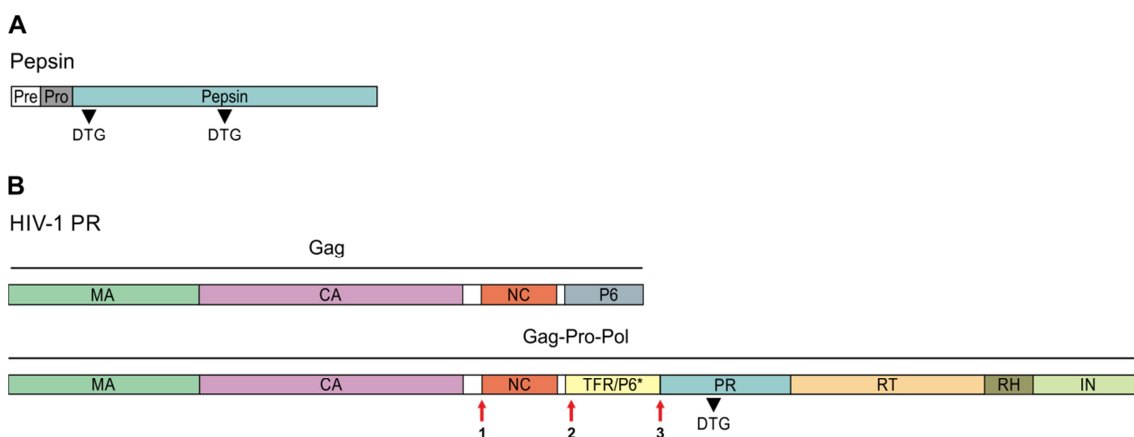 A
Pepsin
Pre Pro Pepsin
DTG DTG
B
HIV-1 PR
Gag
MA CA NC P6
Gag-Pro-Pol
MA CA NC TFR/P6* PR RT RH IN
1 2 3 DTG